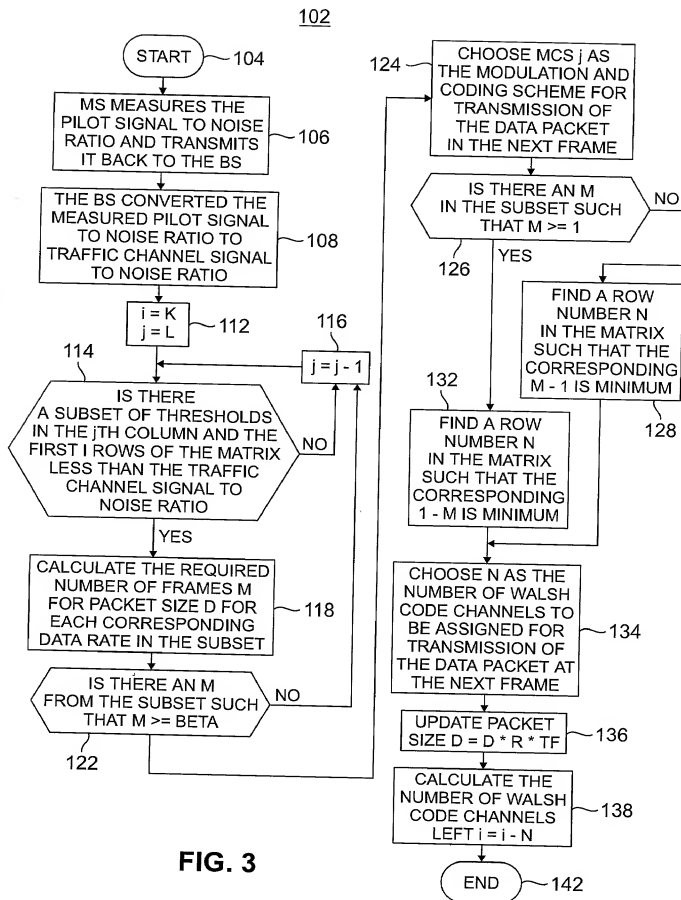 102
START
104
MS MEASURES THE
PILOT SIGNAL TO NOISE
RATIO AND TRANSMITS
IT BACK TO THE BS
106
THE BS CONVERTED THE
MEASURED PILOT SIGNAL
TO NOISE RATIO TO
TRAFFIC CHANNEL SIGNAL
TO NOISE RATIO
108
i = K
j = L
112
116
j = j - 1
114
IS THERE
A SUBSET OF THRESHOLDS
IN THE jTH COLUMN AND THE
FIRST I ROWS OF THE MATRIX
LESS THAN THE TRAFFIC
CHANNEL SIGNAL TO
NOISE RATIO
NO
YES
CALCULATE THE REQUIRED
NUMBER OF FRAMES M
FOR PACKET SIZE D FOR
EACH CORRESPONDING
DATA RATE IN THE SUBSET
118
IS THERE AN M
FROM THE SUBSET SUCH
THAT M >= BETA
NO
122
124
CHOOSE MCS j AS
THE MODULATION AND
CODING SCHEME FOR
TRANSMISSION OF
THE DATA PACKET
IN THE NEXT FRAME
IS THERE AN M
IN THE SUBSET SUCH
THAT M >= 1
NO
126
YES
FIND A ROW
NUMBER N
IN THE MATRIX
SUCH THAT THE
CORRESPONDING
M - 1 IS MINIMUM
128
132
FIND A ROW
NUMBER N
IN THE MATRIX
SUCH THAT THE
CORRESPONDING
1 - M IS MINIMUM
CHOOSE N AS THE
NUMBER OF WALSH
CODE CHANNELS TO
BE ASSIGNED FOR
TRANSMISSION OF
THE DATA PACKET AT
THE NEXT FRAME
134
UPDATE PACKET
SIZE D = D * R * TF
136
CALCULATE THE
NUMBER OF WALSH
CODE CHANNELS
LEFT i = i - N
138
END
142
FIG. 3